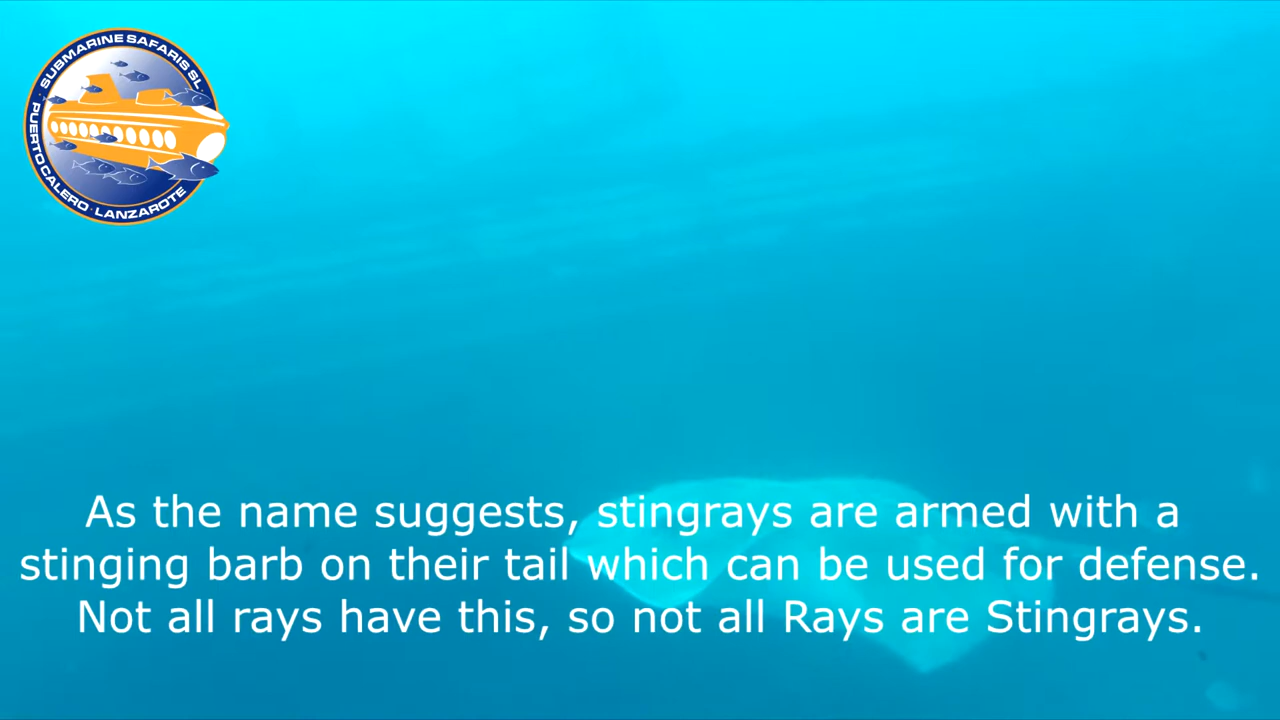 SUBMARINE SAFARIS SL
PUERTO CALERO · LANZAROTE
As the name suggests, stingrays are armed with a
stinging barb on their tail which can be used for defense.
Not all rays have this, so not all Rays are Stingrays.